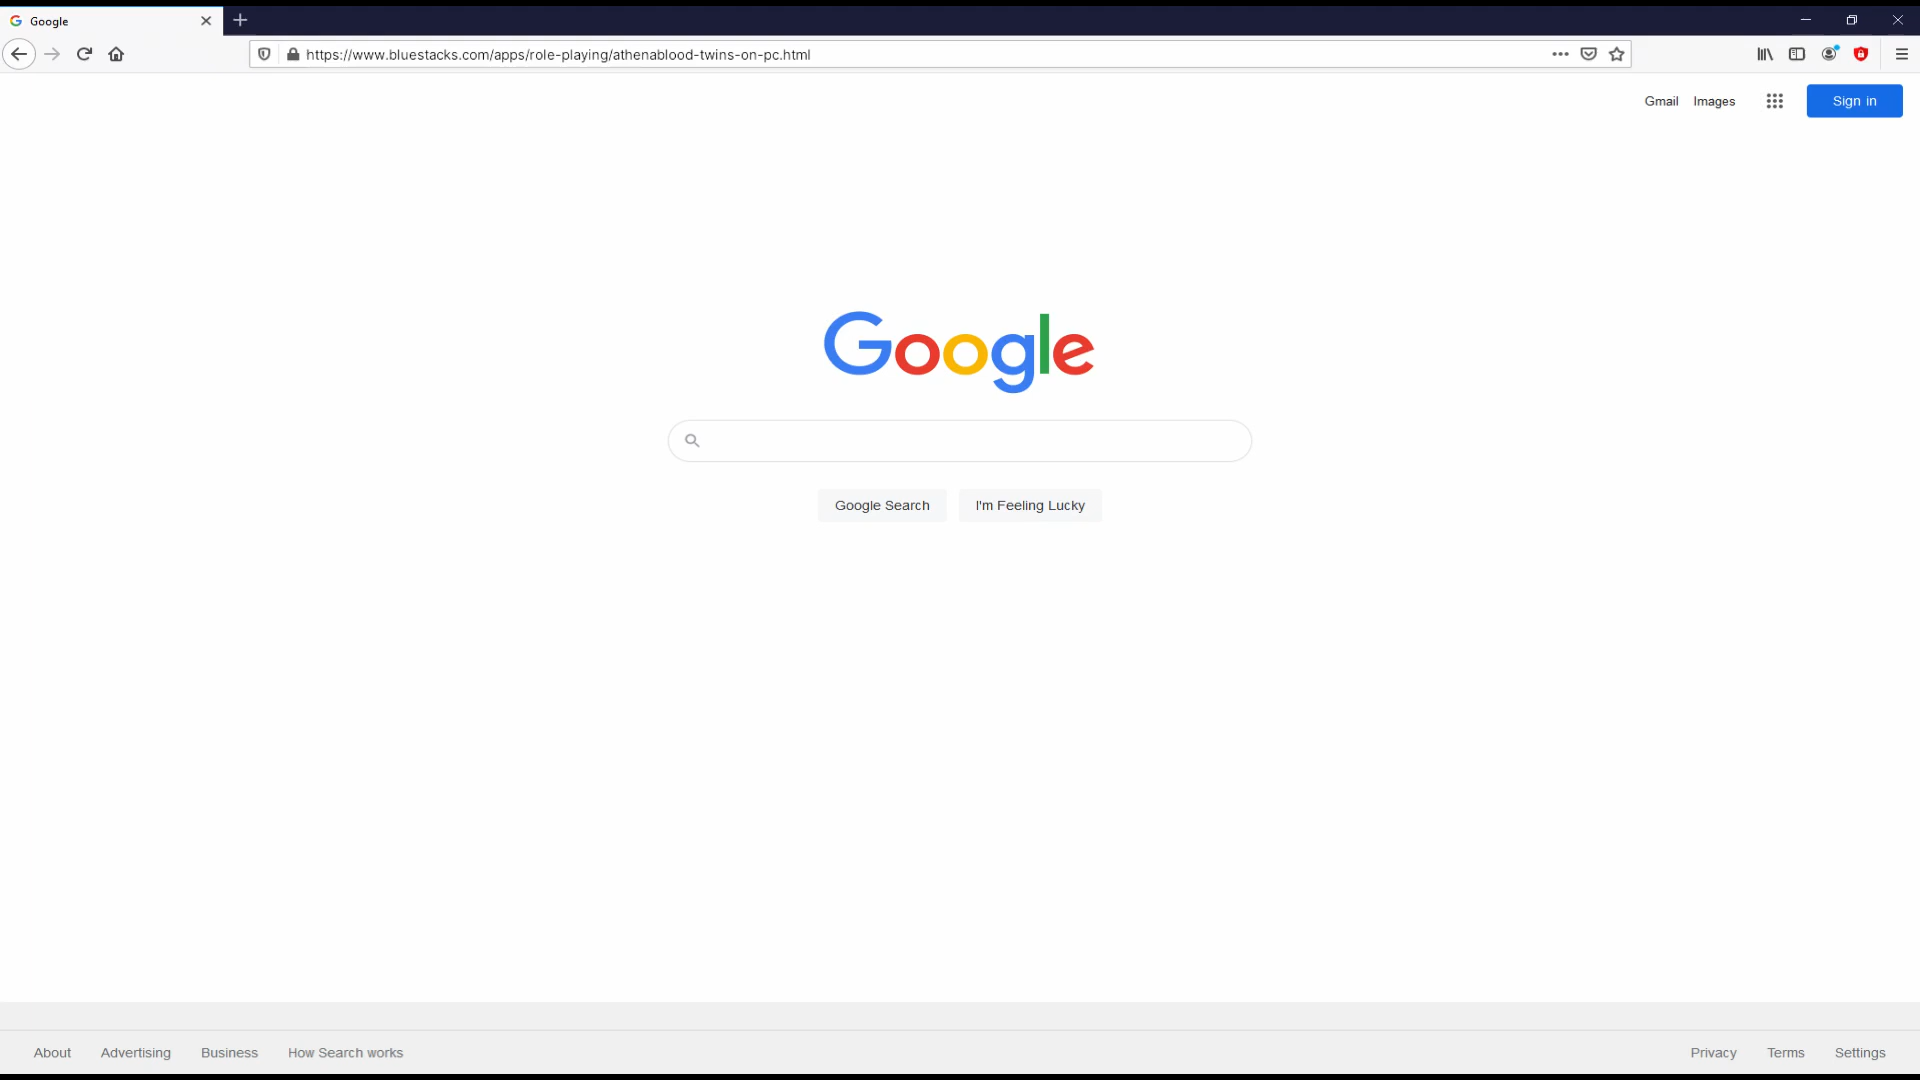 Google
https://www.bluestacks.com/apps/role-playing/athenablood-twins-on-pc.html
Gmail Images Sign in
Google
Google Search I'm Feeling Lucky
About Advertising Business How Search works Privacy Terms Settings